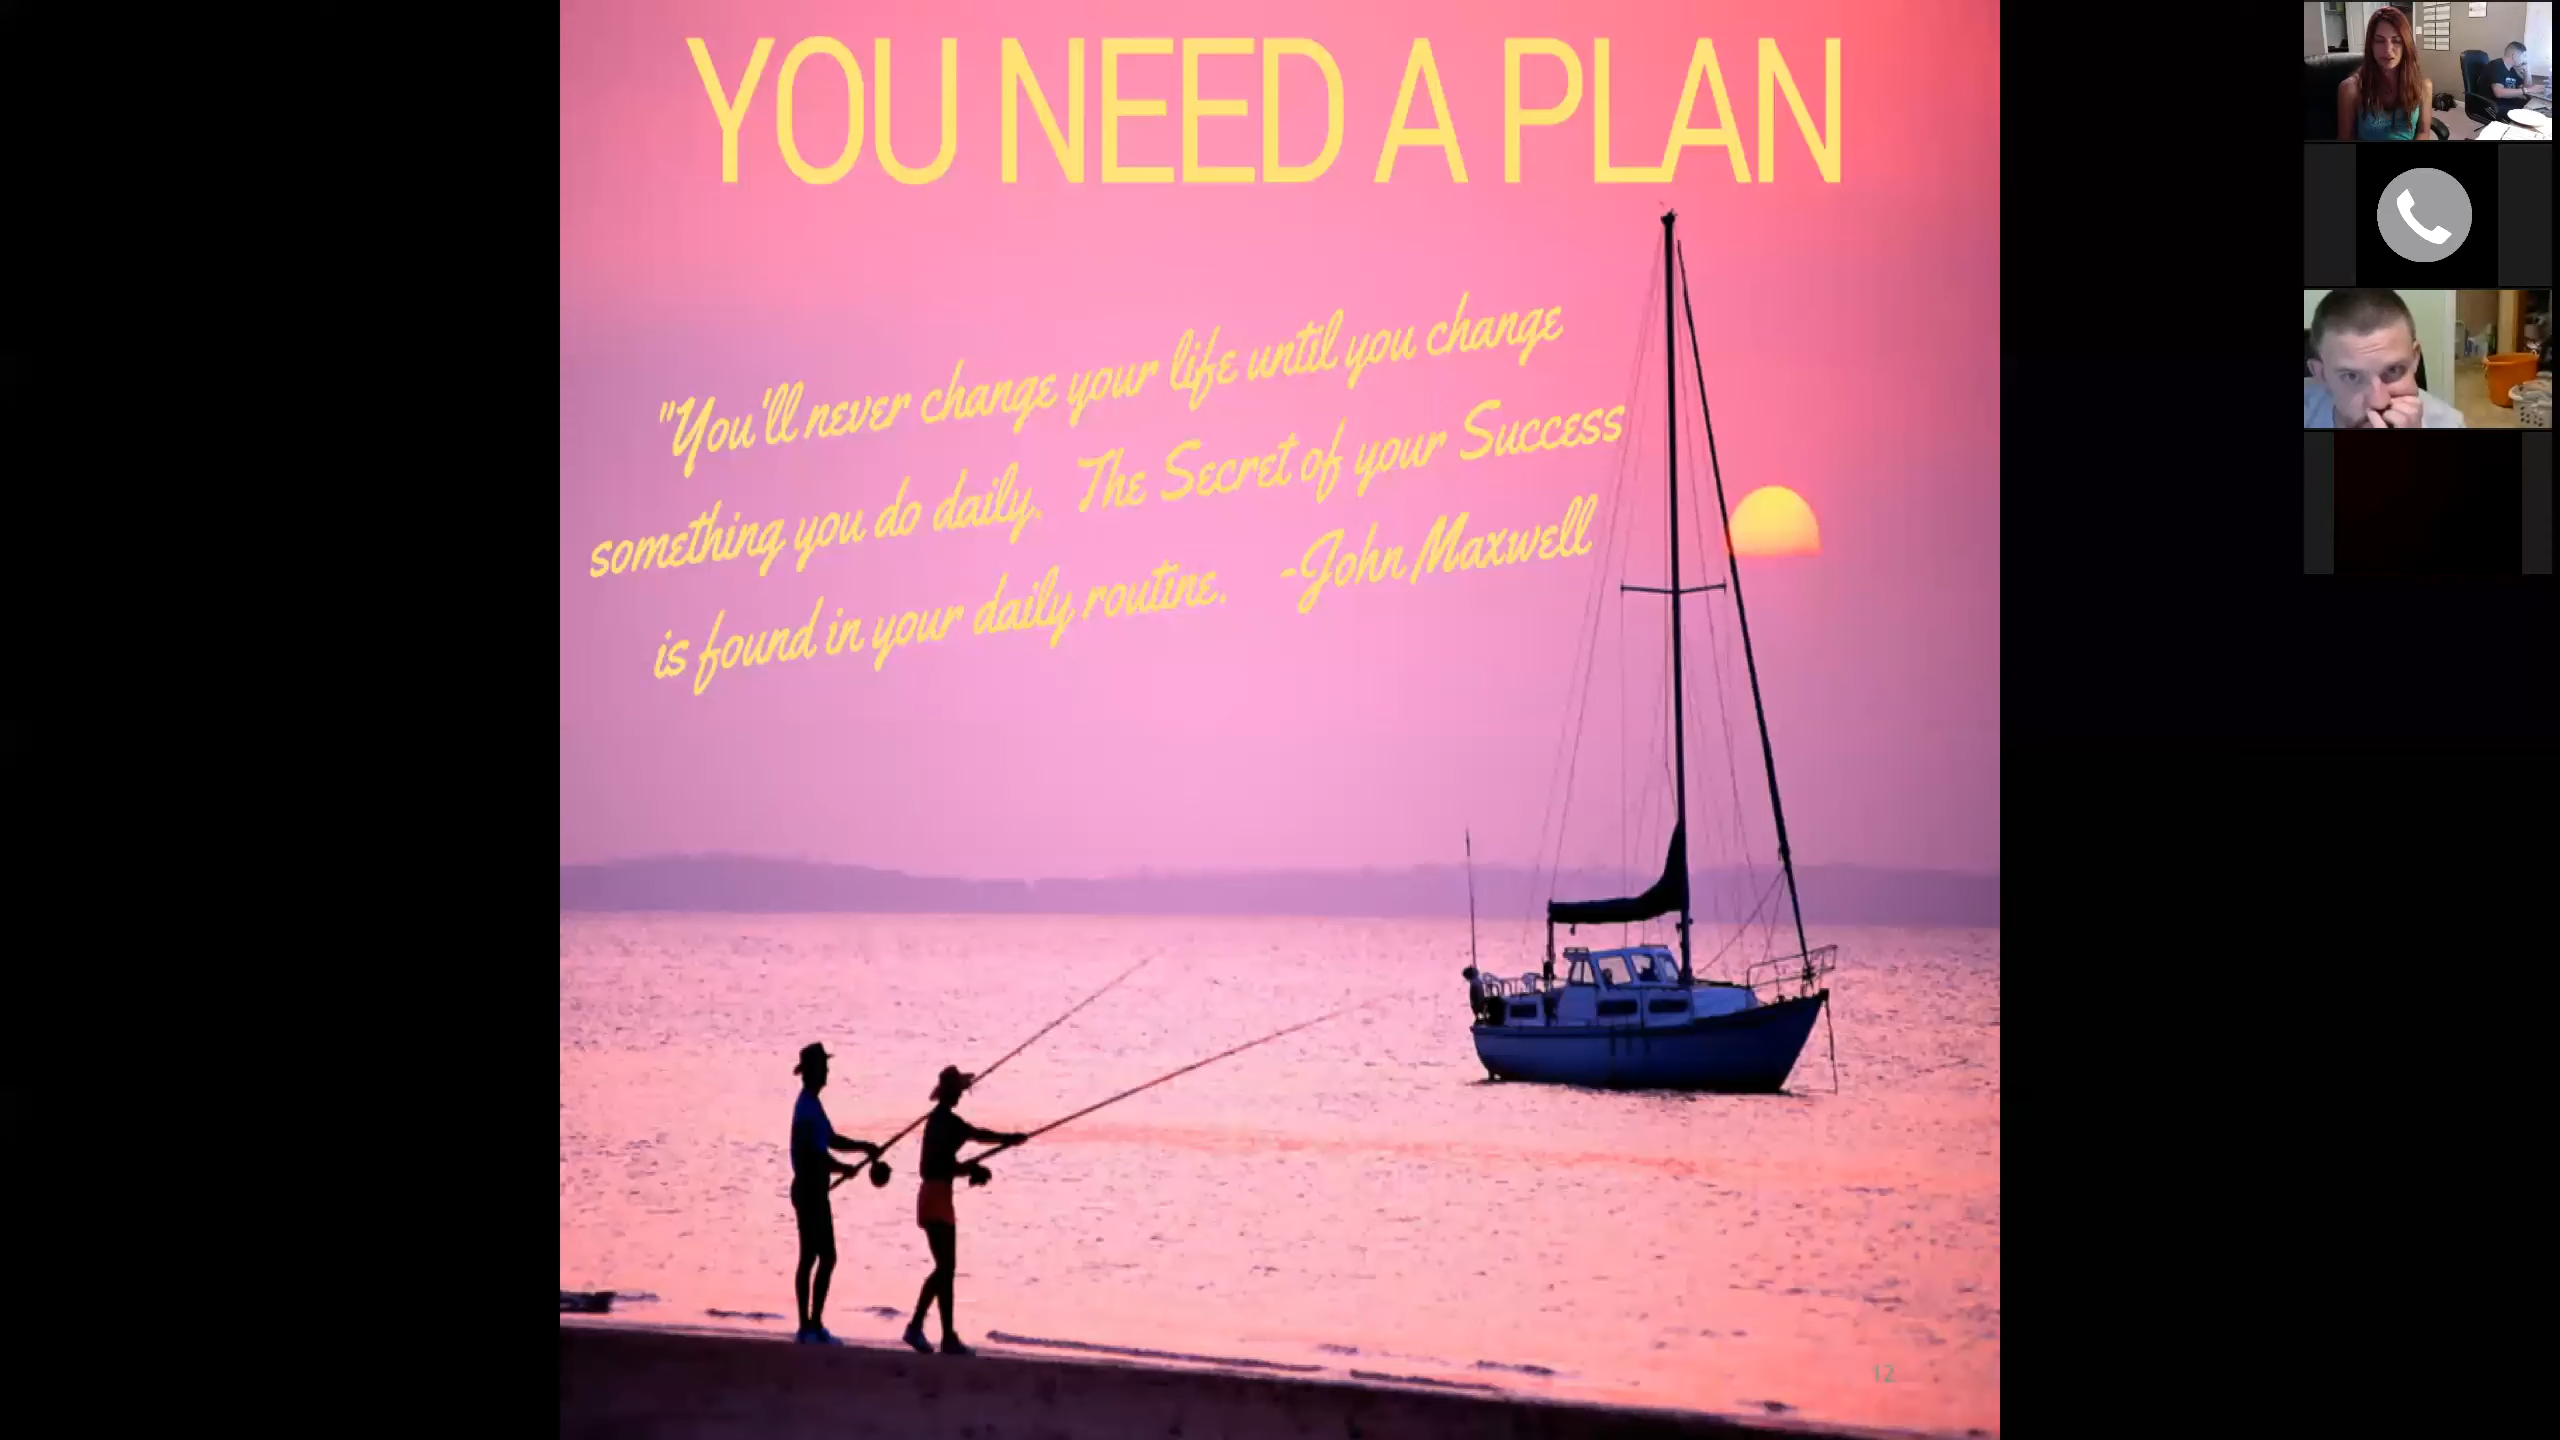 YOU NEED A PLAN
"You'll never change your life until you change
something you do daily. The Secret of your Success
is found in your daily routine. -John Maxwell
12